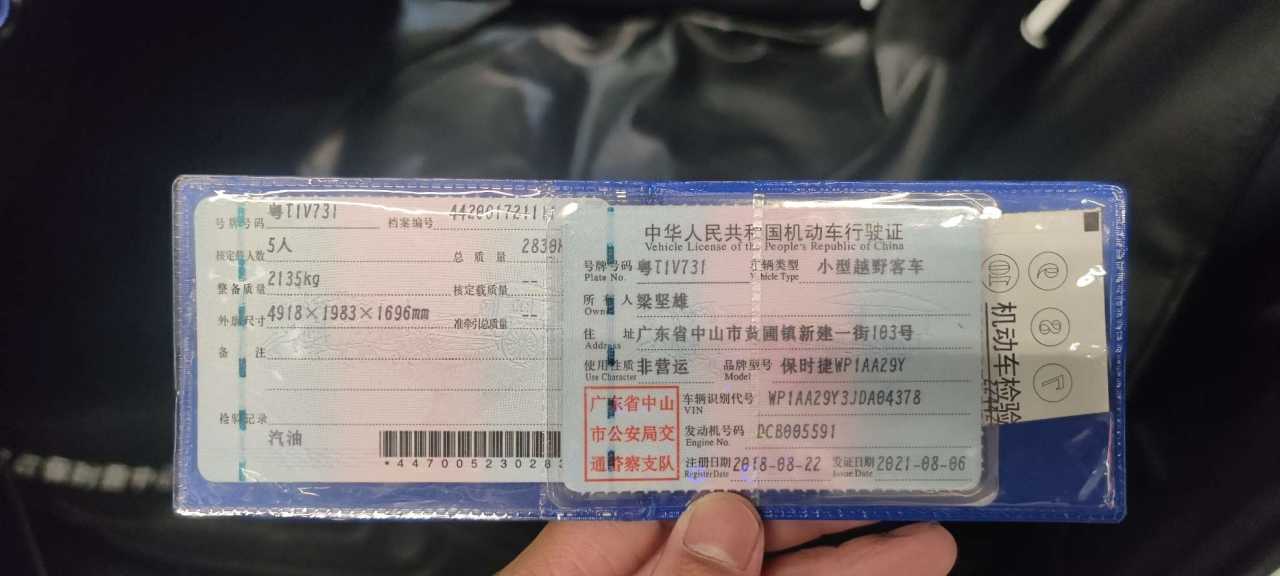 号牌号码 粤T1V731 档案编号
核定载人数 5人 总质量
整备质量 2135kg 核定载质量 --
外廓尺寸 4918×1983×1696mm 准牵引总质量 --
备注
检验记录
汽油
中华人民共和国机动车行驶证
Vehicle License of the People's Republic of China
号牌号码 粤T1V731 车辆类型 小型越野客车
Plate No. Vehicle Type
所有人 梁坚雄
Owner
住址 广东省中山市黄圃镇新建一街103号
Address
使用性质 非营运 品牌型号 保时捷WP1AA29Y
Use Character Model
广东省中山
市公安局交
通警察支队
车辆识别代号 WP1AA29Y3JDA04378
VIN
发动机号码 DCB005591
Engine No.
注册日期 2018-08-22 发证日期 2021-08-06
Register Date Issue Date
机动车检验